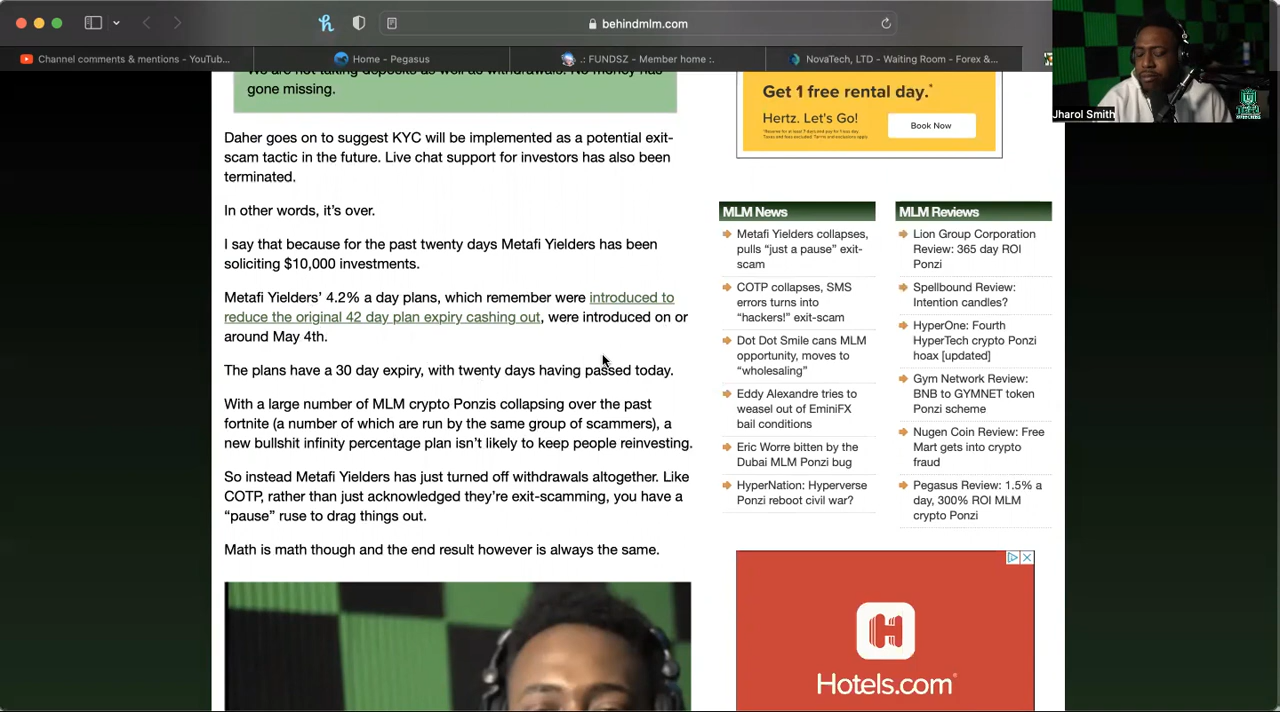 behindmlm.com
Channel comments & mentions - YouTub...
Home - Pegasus
.: FUNDSZ - Member home :.
NovaTech, LTD - Waiting Room - Forex &...
Jharol Smith
We are not taking deposits as well as withdrawals. No money has
gone missing.
Daher goes on to suggest KYC will be implemented as a potential exit-
scam tactic in the future. Live chat support for investors has also been
terminated.
In other words, it's over.
I say that because for the past twenty days Metafi Yielders has been
soliciting $10,000 investments.
Metafi Yielders' 4.2% a day plans, which remember were introduced to
reduce the original 42 day plan expiry cashing out, were introduced on or
around May 4th.
The plans have a 30 day expiry, with twenty days having passed today.
With a large number of MLM crypto Ponzis collapsing over the past
fortnite (a number of which are run by the same group of scammers), a
new bullshit infinity percentage plan isn't likely to keep people reinvesting.
So instead Metafi Yielders has just turned off withdrawals altogether. Like
COTP, rather than just acknowledged they're exit-scamming, you have a
"pause" ruse to drag things out.
Math is math though and the end result however is always the same.
Get 1 free rental day.*
Hertz. Let's Go!
Book Now
MLM News
Metafi Yielders collapses,
pulls "just a pause" exit-
scam
COTP collapses, SMS
errors turns into
"hackers!" exit-scam
Dot Dot Smile cans MLM
opportunity, moves to
"wholesaling"
Eddy Alexandre tries to
weasel out of EminiFX
bail conditions
Eric Worre bitten by the
Dubai MLM Ponzi bug
HyperNation: Hyperverse
Ponzi reboot civil war?
MLM Reviews
Lion Group Corporation
Review: 365 day ROI
Ponzi
Spellbound Review:
Intention candles?
HyperOne: Fourth
HyperTech crypto Ponzi
hoax [updated]
Gym Network Review:
BNB to GYMNET token
Ponzi scheme
Nugen Coin Review: Free
Mart gets into crypto
fraud
Pegasus Review: 1.5% a
day, 300% ROI MLM
crypto Ponzi
Hotels.com